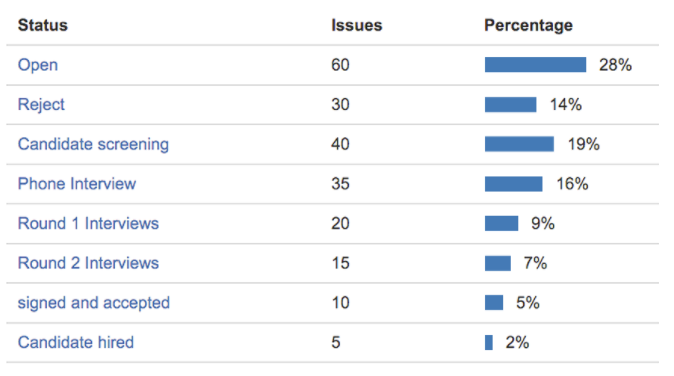 Status Issues Percentage
Open 60 28%
Reject 30 14%
Candidate screening 40 19%
Phone Interview 35 16%
Round 1 Interviews 20 9%
Round 2 Interviews 15 7%
signed and accepted 10 5%
Candidate hired 5 2%